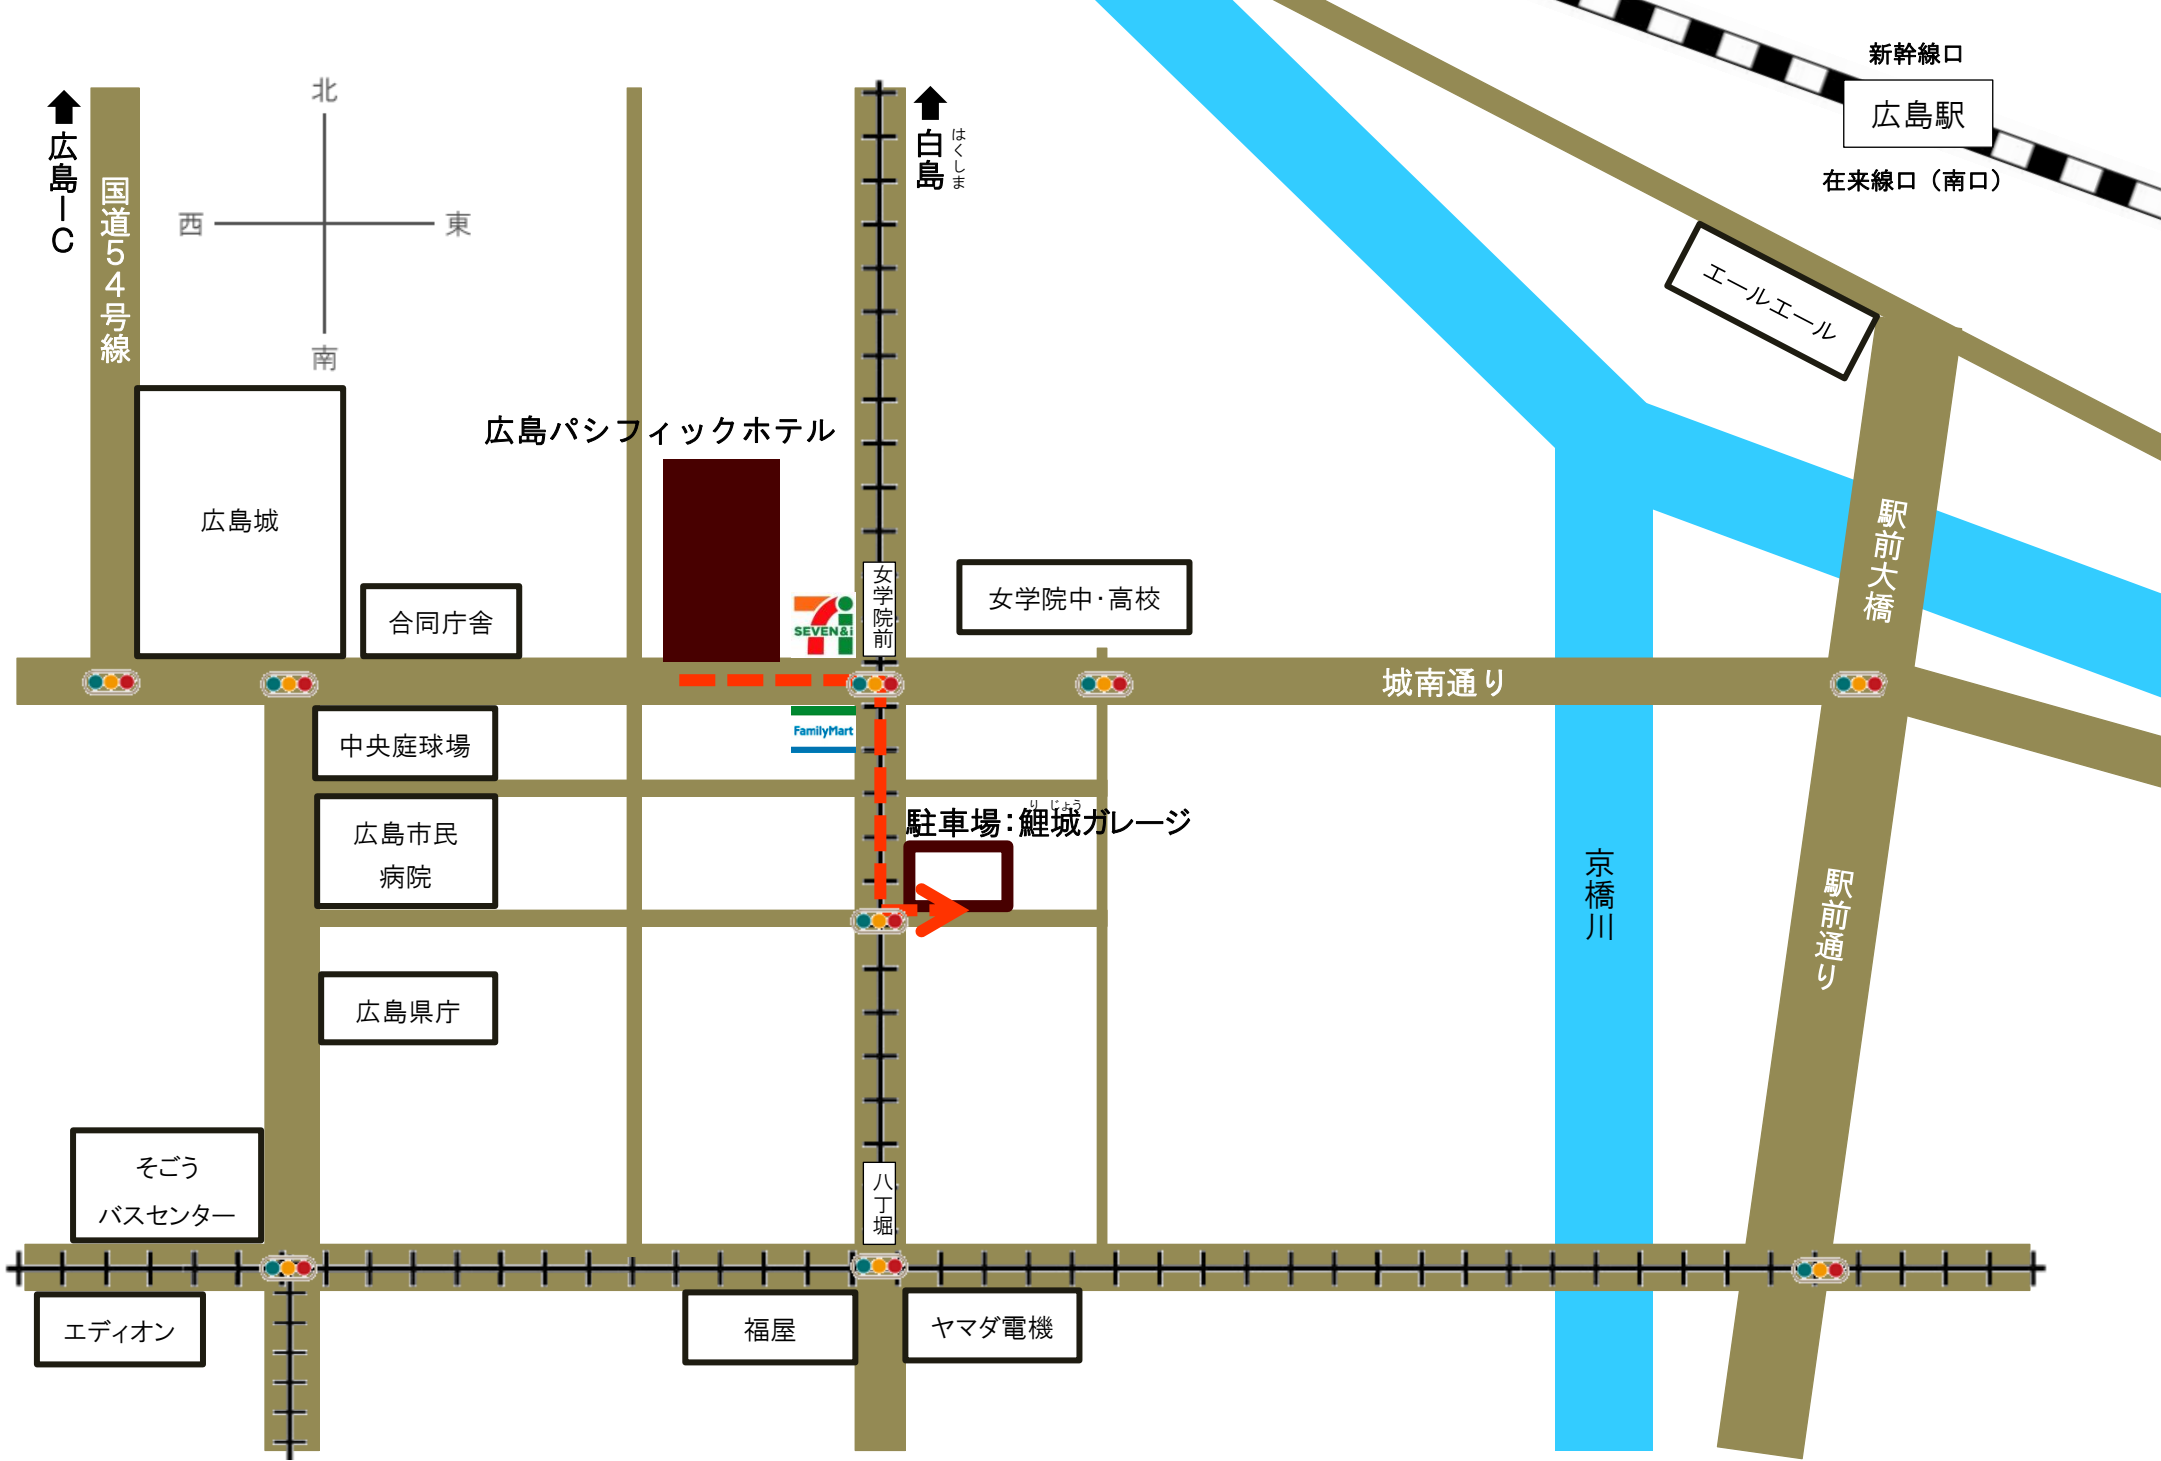 新幹線口
広島駅
在来線口（南口）
北
西
東
南
広島IC
国道54号線
白島
はくしま
エールエール
広島パシフィックホテル
広島城
合同庁舎
SEVEN&i
女学院前
女学院中・高校
駅前大橋
城南通り
中央庭球場
FamilyMart
広島市民
病院
りじょう
駐車場：鯉城ガレージ
京橋川
駅前通り
広島県庁
そごう
バスセンター
八丁堀
エディオン
福屋
ヤマダ電機